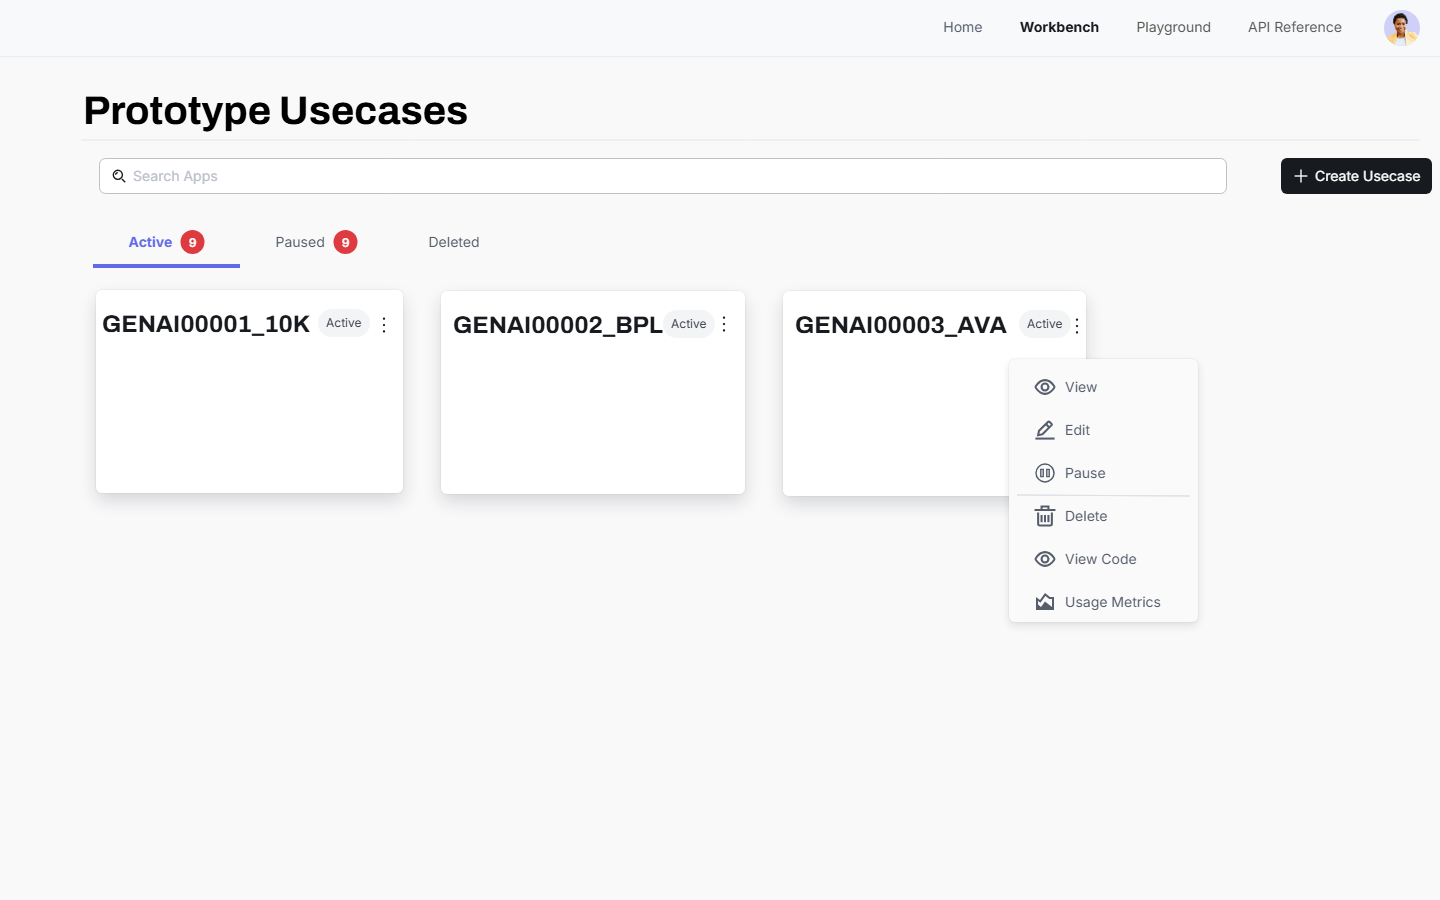 Home Workbench Playground API Reference
Prototype Usecases
Search Apps
Create Usecase
Active 9 Paused 9 Deleted
GENAI00001_10K Active GENAI00002_BPL Active GENAI00003_AVA Active
View
Edit
Pause
Delete
View Code
Usage Metrics